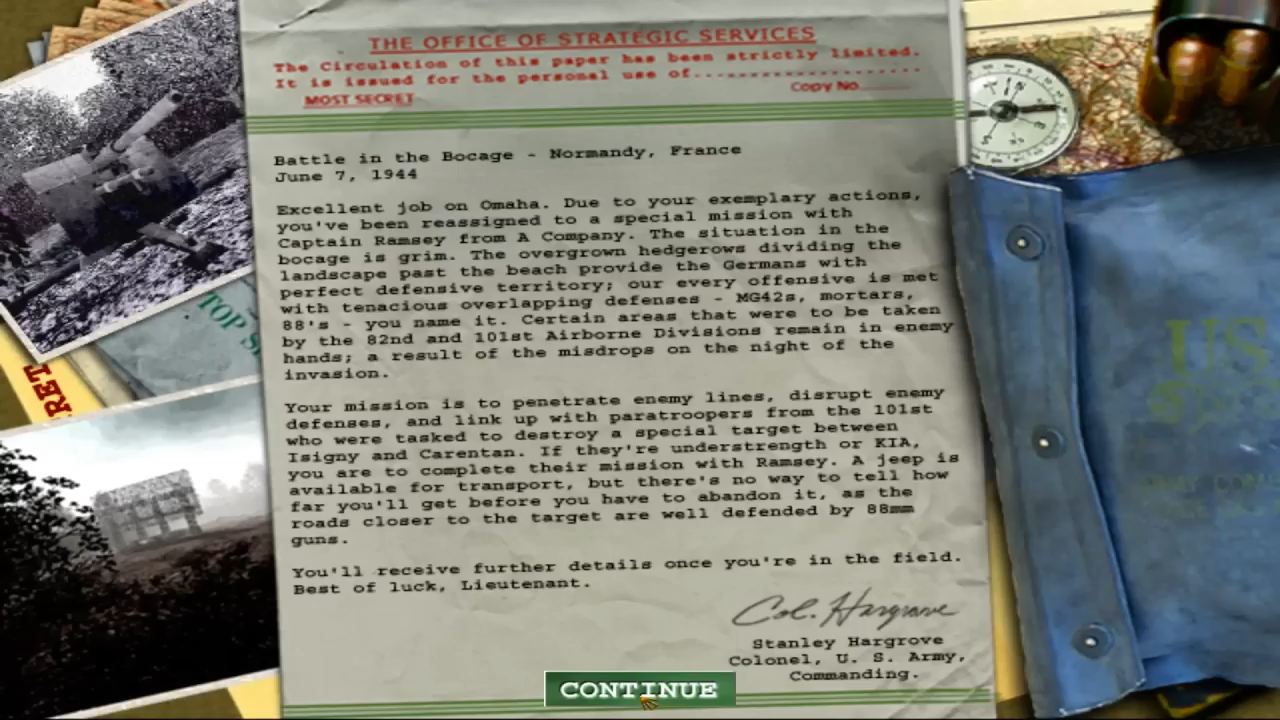 THE OFFICE OF STRATEGIC SERVICES
The Circulation of this paper has been strictly limited.
It is issued for the personal use of...................
MOST SECRET
Copy No.........
Battle in the Bocage - Normandy, France
June 7, 1944
Excellent job on Omaha. Due to your exemplary actions,
you've been reassigned to a special mission with
Captain Ramsey from A Company. The situation in the
bocage is grim. The overgrown hedgerows dividing the
landscape past the beach provide the Germans with
perfect defensive territory; our every offensive is met
with tenacious overlapping defenses - MG42s, mortars,
88's - you name it. Certain areas that were to be taken
by the 82nd and 101st Airborne Divisions remain in enemy
hands; a result of the misdrops on the night of the
invasion.
Your mission is to penetrate enemy lines, disrupt enemy
defenses, and link up with paratroopers from the 101st
who were tasked to destroy a special target between
Isigny and Carentan. If they're understrength or KIA,
you are to complete their mission with Ramsey. A jeep is
available for transport, but there's no way to tell how
far you'll get before you have to abandon it, as the
roads closer to the target are well defended by 88mm
guns.
You'll receive further details once you're in the field.
Best of luck, Lieutenant.
Col. Hargrove
Stanley Hargrove
Colonel, U. S. Army,
Commanding.
CONTINUE
TOP S
RET
US